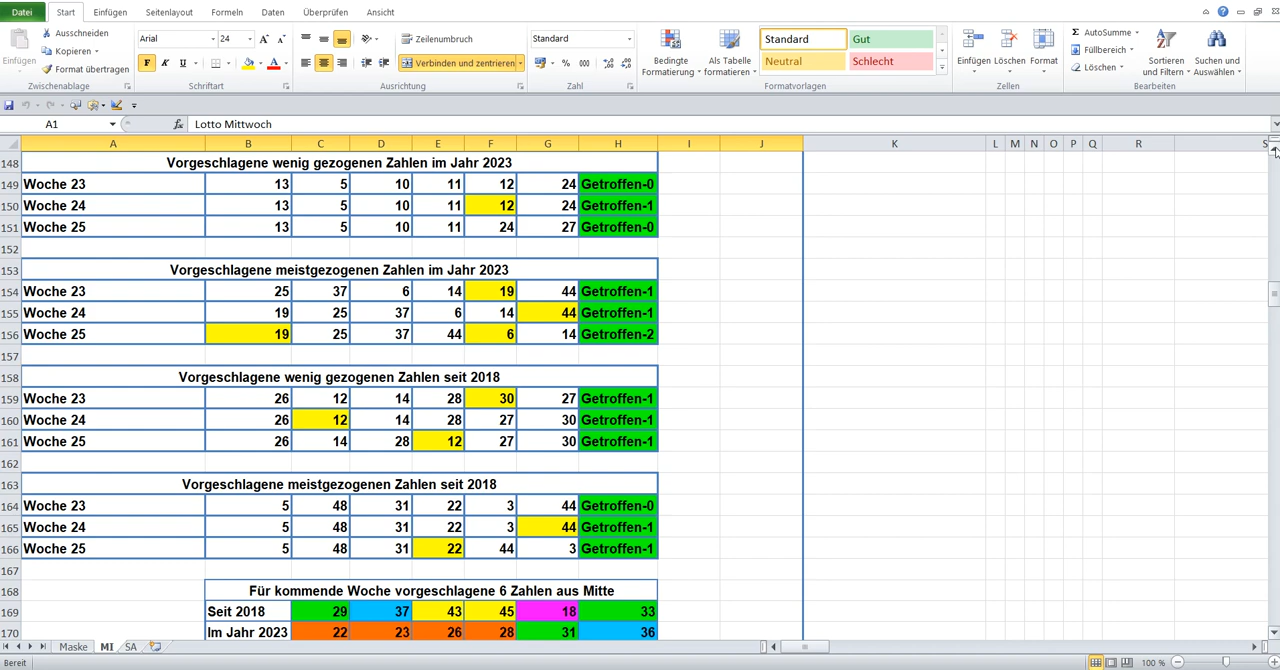 Datei Start Einfügen Seitenlayout Formeln Daten Überprüfen Ansicht
Ausschneiden
Kopieren
Format übertragen
Einfügen
Zwischenablage
Arial 24
F K U
Schriftart
Zeilenumbruch
Verbinden und zentrieren
Ausrichtung
Standard
% 000
Zahl
Bedingte Formatierung
Als Tabelle formatieren
Standard Gut
Neutral Schlecht
Formatvorlagen
Einfügen Löschen Format
Zellen
Σ AutoSumme
Füllbereich
Löschen
Sortieren und Filtern
Suchen und Auswählen
Bearbeiten
A1 fx Lotto Mittwoch
A B C D E F G H I J K L M N O P Q R S
148 Vorgeschlagene wenig gezogenen Zahlen im Jahr 2023
149 Woche 23 13 5 10 11 12 24 Getroffen-0
150 Woche 24 13 5 10 11 12 24 Getroffen-1
151 Woche 25 13 5 10 11 24 27 Getroffen-0
152
153 Vorgeschlagene meistgezogenen Zahlen im Jahr 2023
154 Woche 23 25 37 6 14 19 44 Getroffen-1
155 Woche 24 19 25 37 6 14 44 Getroffen-1
156 Woche 25 19 25 37 44 6 14 Getroffen-2
157
158 Vorgeschlagene wenig gezogenen Zahlen seit 2018
159 Woche 23 26 12 14 28 30 27 Getroffen-1
160 Woche 24 26 12 14 28 27 30 Getroffen-1
161 Woche 25 26 14 28 12 27 30 Getroffen-1
162
163 Vorgeschlagene meistgezogenen Zahlen seit 2018
164 Woche 23 5 48 31 22 3 44 Getroffen-0
165 Woche 24 5 48 31 22 3 44 Getroffen-1
166 Woche 25 5 48 31 22 44 3 Getroffen-1
167
168 Für kommende Woche vorgeschlagene 6 Zahlen aus Mitte
169 Seit 2018 29 37 43 45 18 33
170 Im Jahr 2023 22 23 26 28 31 36
Maske MI SA
Bereit 100 %